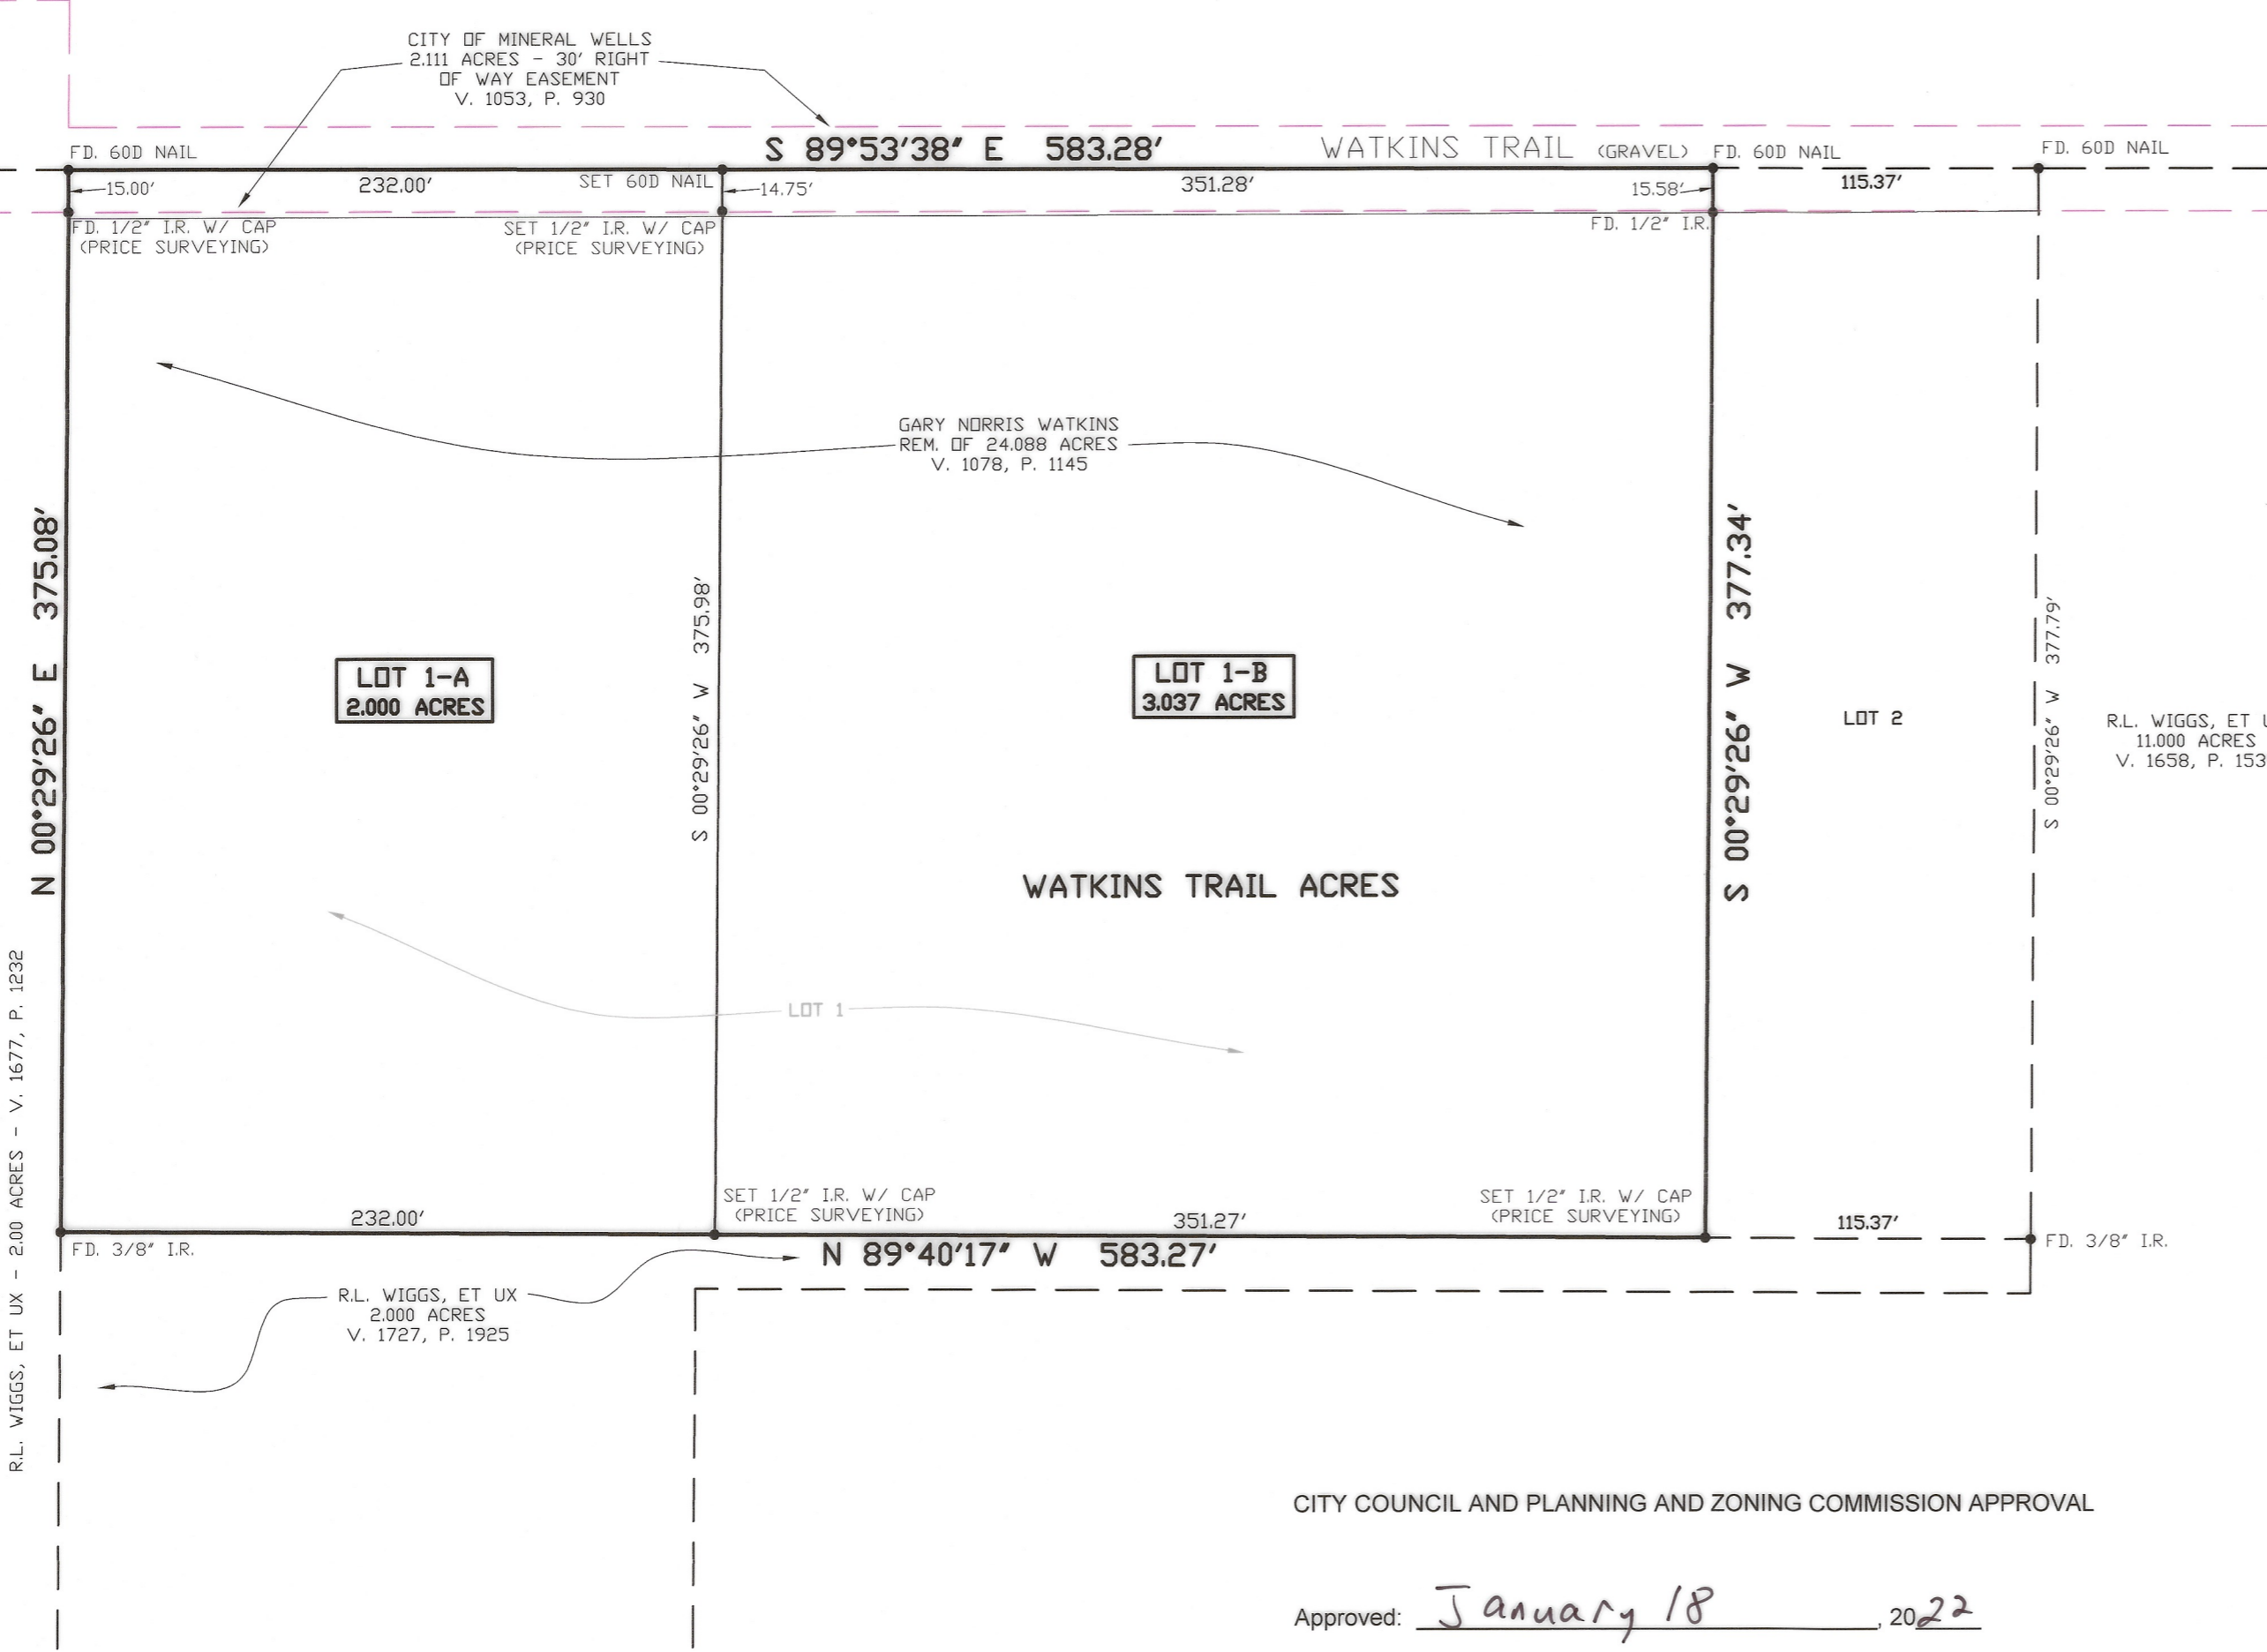 CITY OF MINERAL WELLS
2.111 ACRES - 30' RIGHT
OF WAY EASEMENT
V. 1053, P. 930
S 89°53'38" E 583.28'
WATKINS TRAIL (GRAVEL)
FD. 60D NAIL
FD. 60D NAIL
FD. 60D NAIL
15.00'
232.00'
SET 60D NAIL
14.75'
351.28'
15.58'
115.37'
FD. 1/2" I.R. W/ CAP
(PRICE SURVEYING)
SET 1/2" I.R. W/ CAP
(PRICE SURVEYING)
FD. 1/2" I.R.
GARY NORRIS WATKINS
REM. OF 24.088 ACRES
V. 1078, P. 1145
N 00°29'26" E 375.08'
S 00°29'26" W 375.98'
S 00°29'26" W 377.34'
S 00°29'26" W 377.79'
LOT 1-A
2.000 ACRES
LOT 1-B
3.037 ACRES
LOT 2
R.L. WIGGS, ET
11.000 ACRES
V. 1658, P. 153
WATKINS TRAIL ACRES
LOT 1
R.L. WIGGS, ET UX - 2.00 ACRES - V. 1677, P. 1232
SET 1/2" I.R. W/ CAP
(PRICE SURVEYING)
SET 1/2" I.R. W/ CAP
(PRICE SURVEYING)
232.00'
351.27'
115.37'
FD. 3/8" I.R.
N 89°40'17" W 583.27'
FD. 3/8" I.R.
R.L. WIGGS, ET UX
2.000 ACRES
V. 1727, P. 1925
CITY COUNCIL AND PLANNING AND ZONING COMMISSION APPROVAL
Approved: January 18, 2022